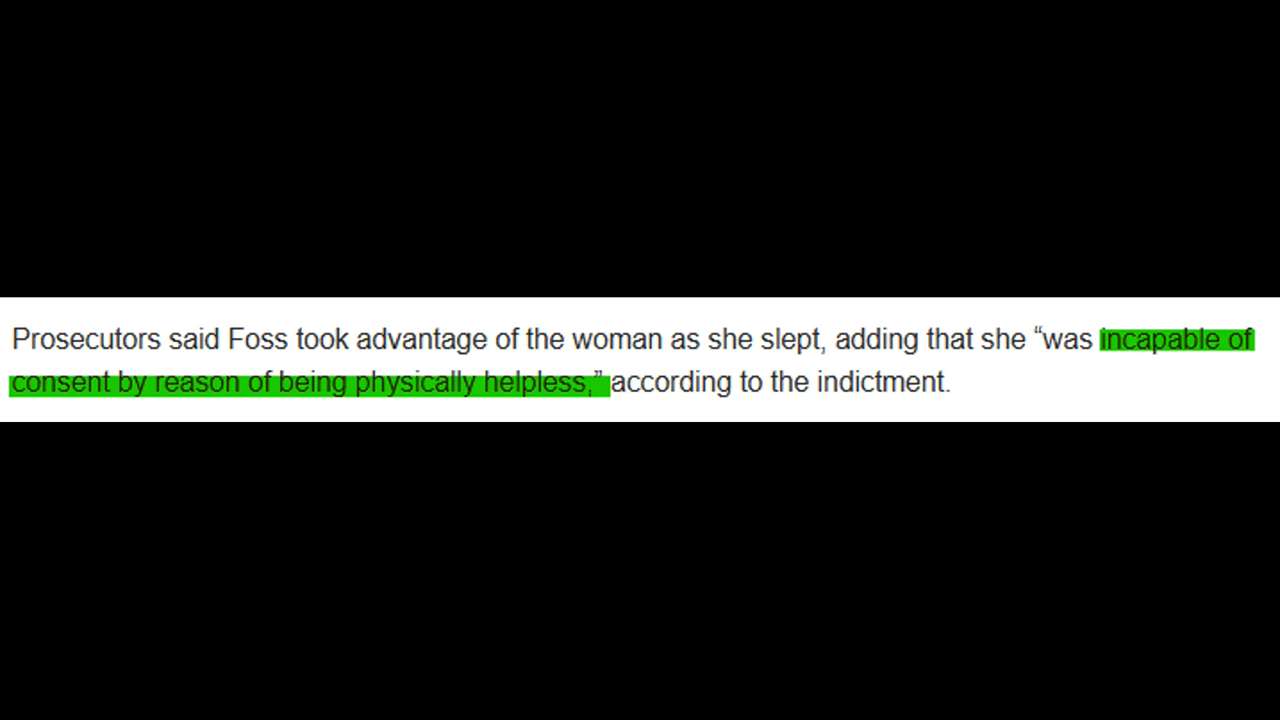 Prosecutors said Foss took advantage of the woman as she slept, adding that she “was incapable of
consent by reason of being physically helpless,” according to the indictment.